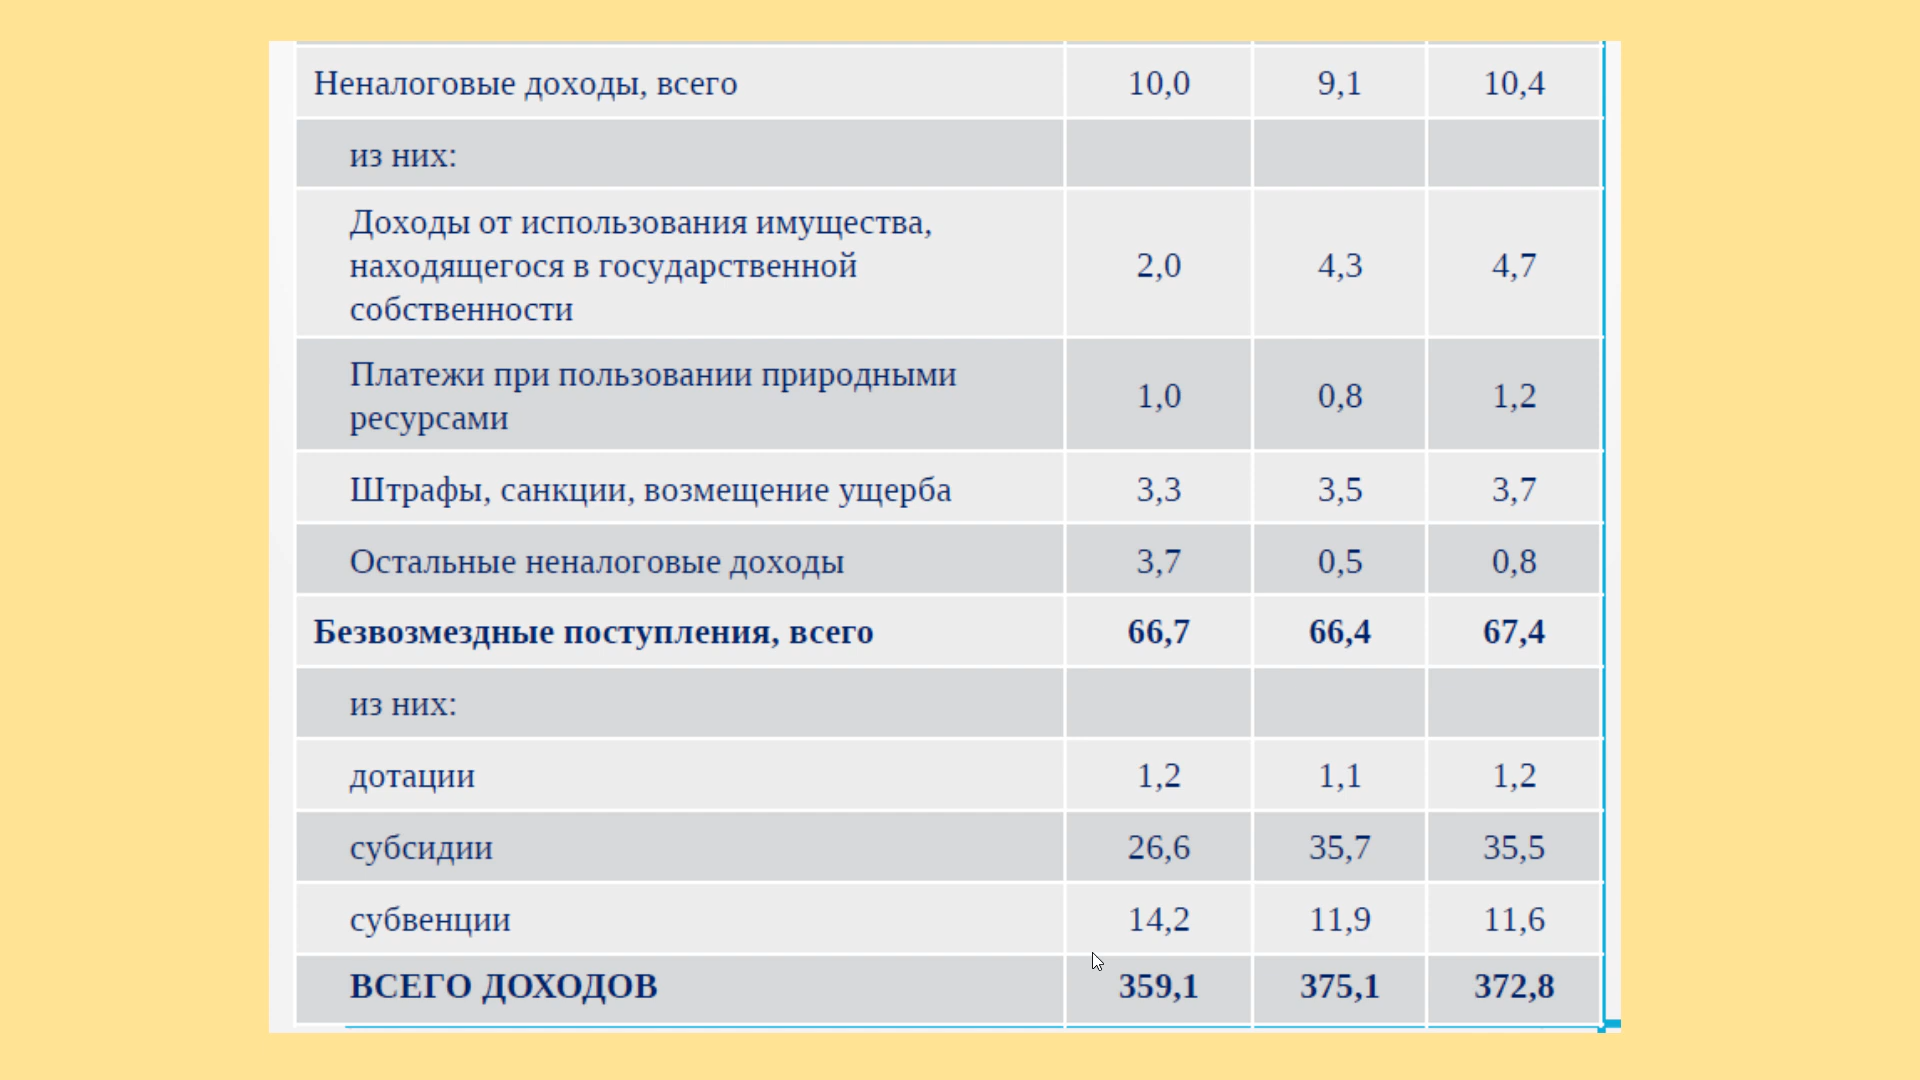 Неналоговые доходы, всего 10,0 9,1 10,4
из них:
Доходы от использования имущества,
находящегося в государственной
собственности 2,0 4,3 4,7
Платежи при пользовании природными
ресурсами 1,0 0,8 1,2
Штрафы, санкции, возмещение ущерба 3,3 3,5 3,7
Остальные неналоговые доходы 3,7 0,5 0,8
Безвозмездные поступления, всего 66,7 66,4 67,4
из них:
дотации 1,2 1,1 1,2
субсидии 26,6 35,7 35,5
субвенции 14,2 11,9 11,6
ВСЕГО ДОХОДОВ 359,1 375,1 372,8